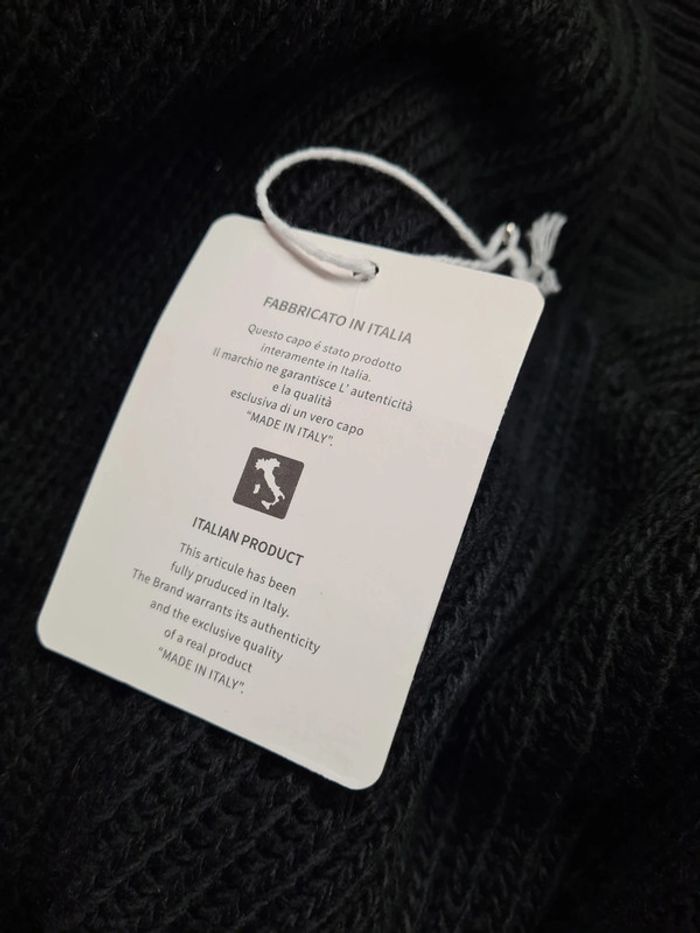 FABBRICATO IN ITALIA
Questo capo é stato prodotto
interamente in Italia.
Il marchio ne garantisce L' autenticità
e la qualità
esclusiva di un vero capo
“MADE IN ITALY”.
ITALIAN PRODUCT
This articule has been
fully pruduced in Italy.
The Brand warrants its authenticity
and the exclusive quality
of a real product
“MADE IN ITALY”.